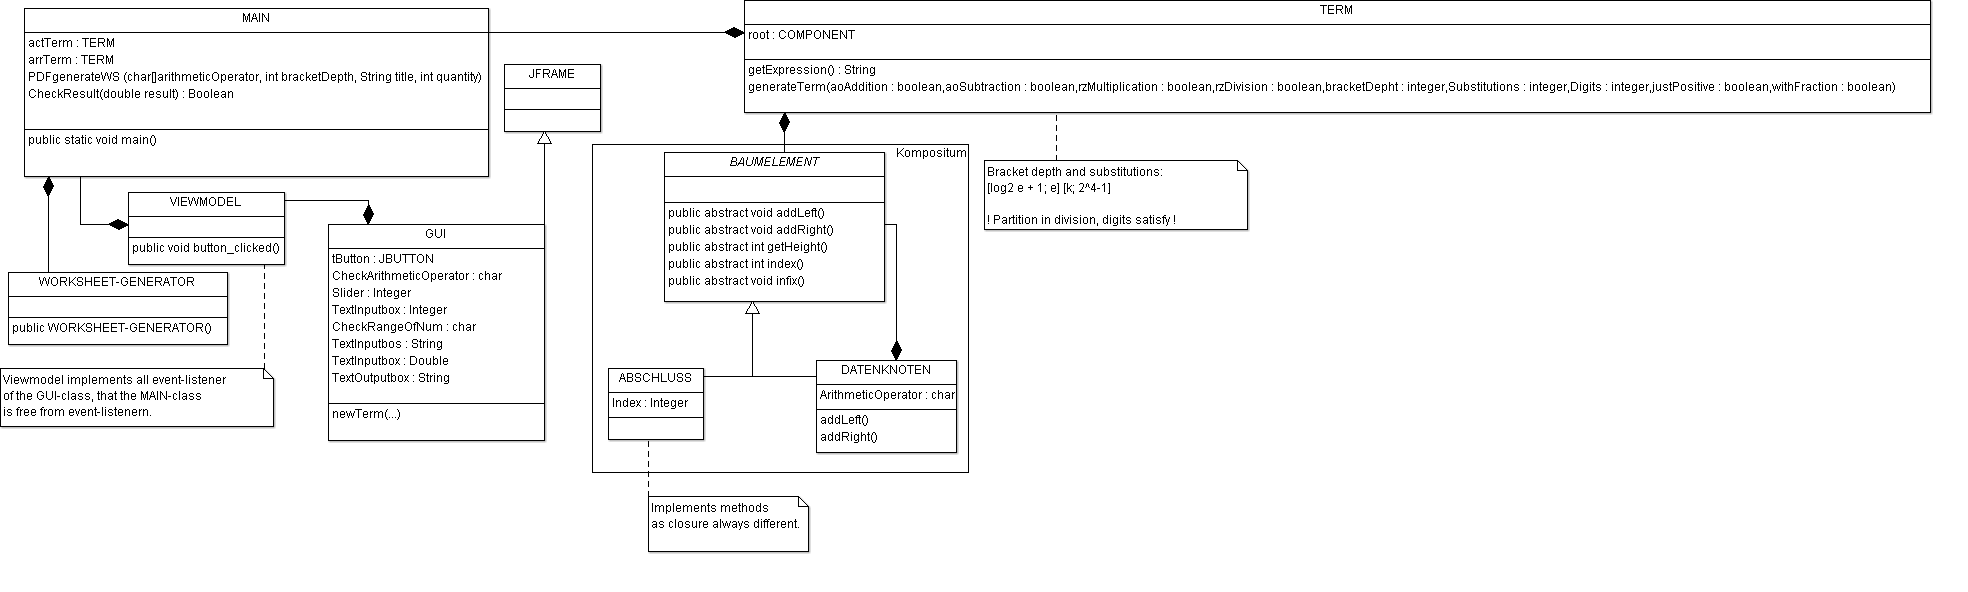 MAIN
actTerm : TERM
arrTerm : TERM
PDFgenerateWS (char[]arithmeticOperator, int bracketDepth, String title, int quantity)
CheckResult(double result) : Boolean
public static void main()
TERM
root : COMPONENT
getExpression() : String
generateTerm(aoAddition : boolean,aoSubtraction : boolean,rzMultiplication : boolean,rzDivision : boolean,bracketDepht : integer,Substitutions : integer,Digits : integer,justPositive : boolean,withFraction : boolean)
JFRAME
Kompositum
BAUMELEMENT
public abstract void addLeft()
public abstract void addRight()
public abstract int getHeight()
public abstract int index()
public abstract void infix()
Bracket depth and substitutions:
[log2 e + 1; e] [k; 2^4-1]
! Partition in division, digits satisfy !
VIEWMODEL
public void button_clicked()
GUI
tButton : JBUTTON
CheckArithmeticOperator : char
Slider : Integer
TextInputbox : Integer
CheckRangeOfNum : char
TextInputbos : String
TextInputbox : Double
TextOutputbox : String
newTerm(...)
WORKSHEET-GENERATOR
public WORKSHEET-GENERATOR()
Viewmodel implements all event-listener
of the GUI-class, that the MAIN-class
is free from event-listenern.
ABSCHLUSS
Index : Integer
DATENKNOTEN
ArithmeticOperator : char
addLeft()
addRight()
Implements methods
as closure always different.